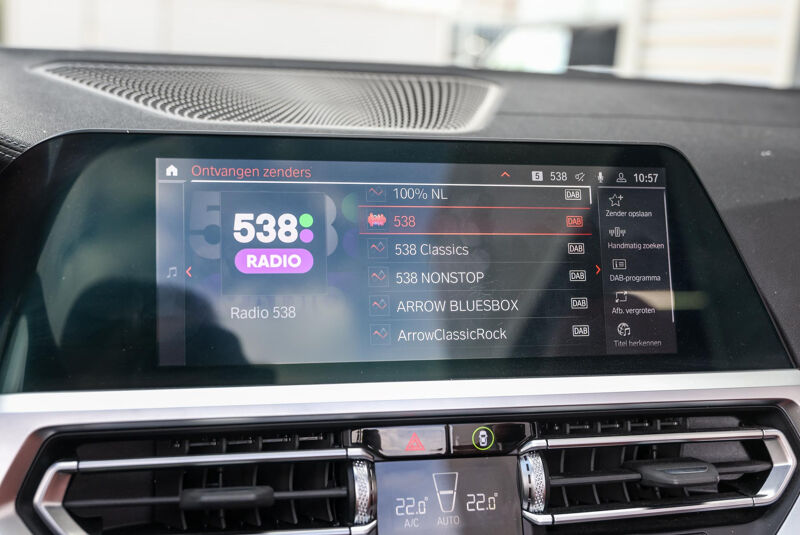 Ontvangen zenders
5 538
10:57
538
RADIO
Radio 538
100% NL DAB
538 DAB
538 Classics DAB
538 NONSTOP DAB
ARROW BLUESBOX DAB
ArrowClassicRock DAB
Zender opslaan
Handmatig zoeken
DAB-programma
Afb. vergroten
Titel herkennen
22.0 22.0
A/C AUTO